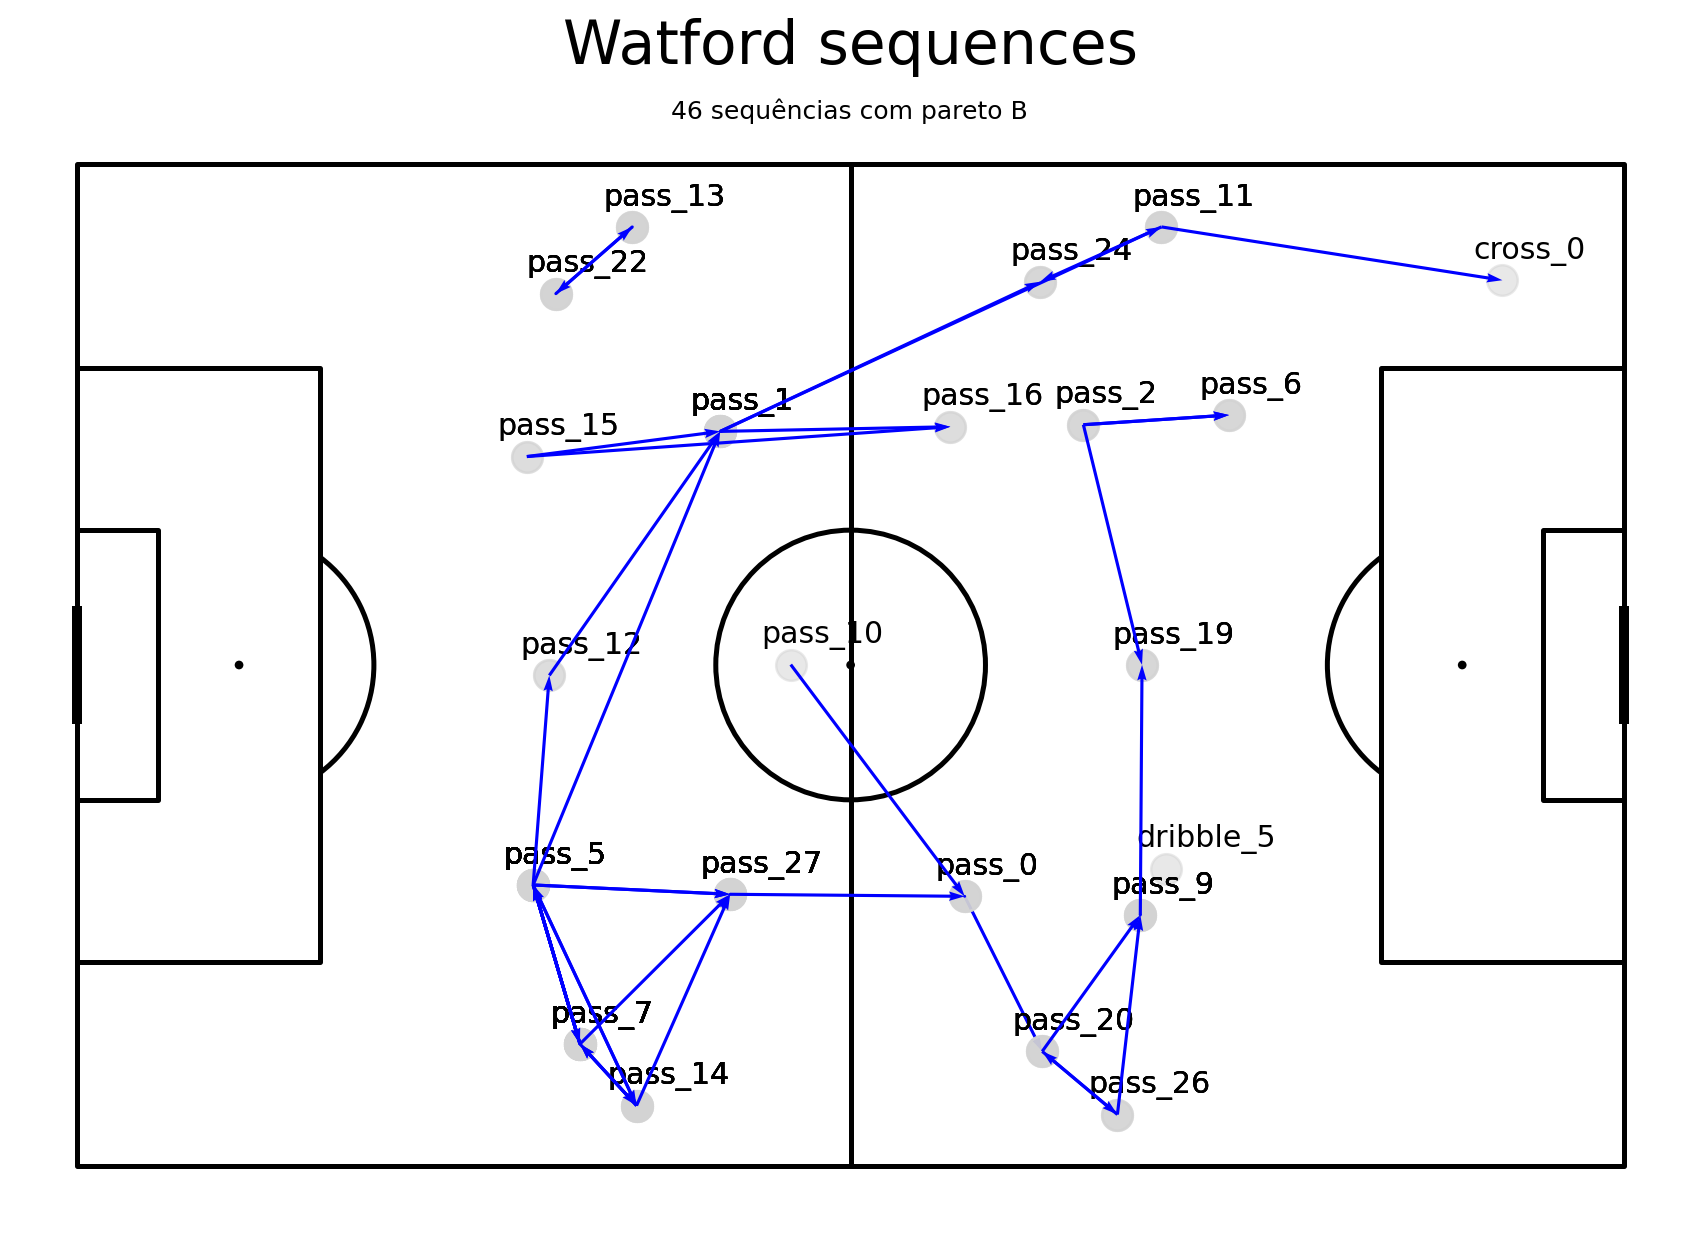 Watford sequences
46 sequências com pareto B
pass_13
pass_11
pass_22
pass_24
cross_0
pass_1
pass_16
pass_2
pass_6
pass_15
pass_12
pass_10
pass_19
dribble_5
pass_5
pass_27
pass_0
pass_9
pass_7
pass_20
pass_14
pass_26